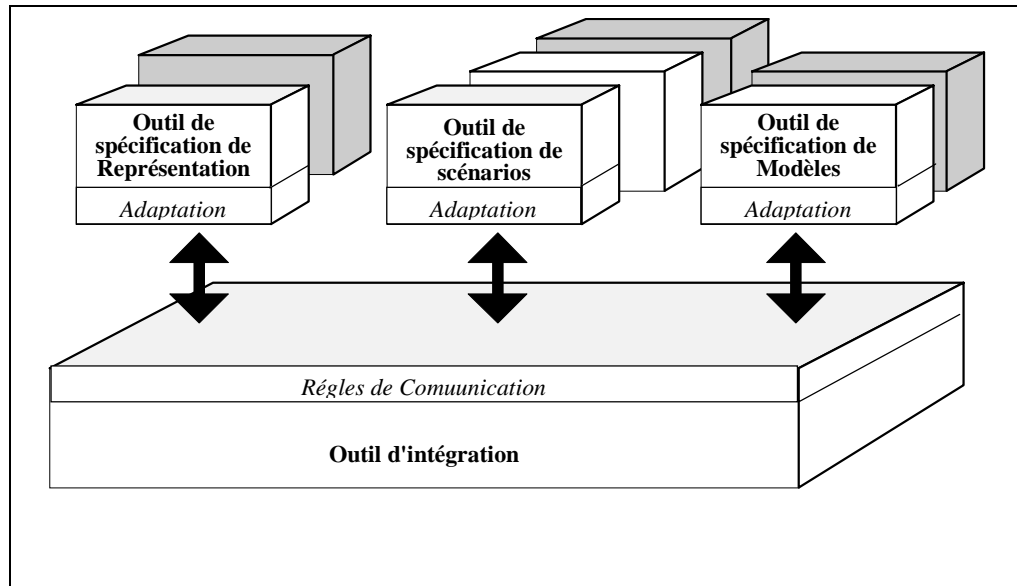 Outil de
spécification de
Représentation
Adaptation
Outil de
spécification de
scénarios
Adaptation
Outil de
spécification de
Modèles
Adaptation
Régles de Comuunication
Outil d'intégration